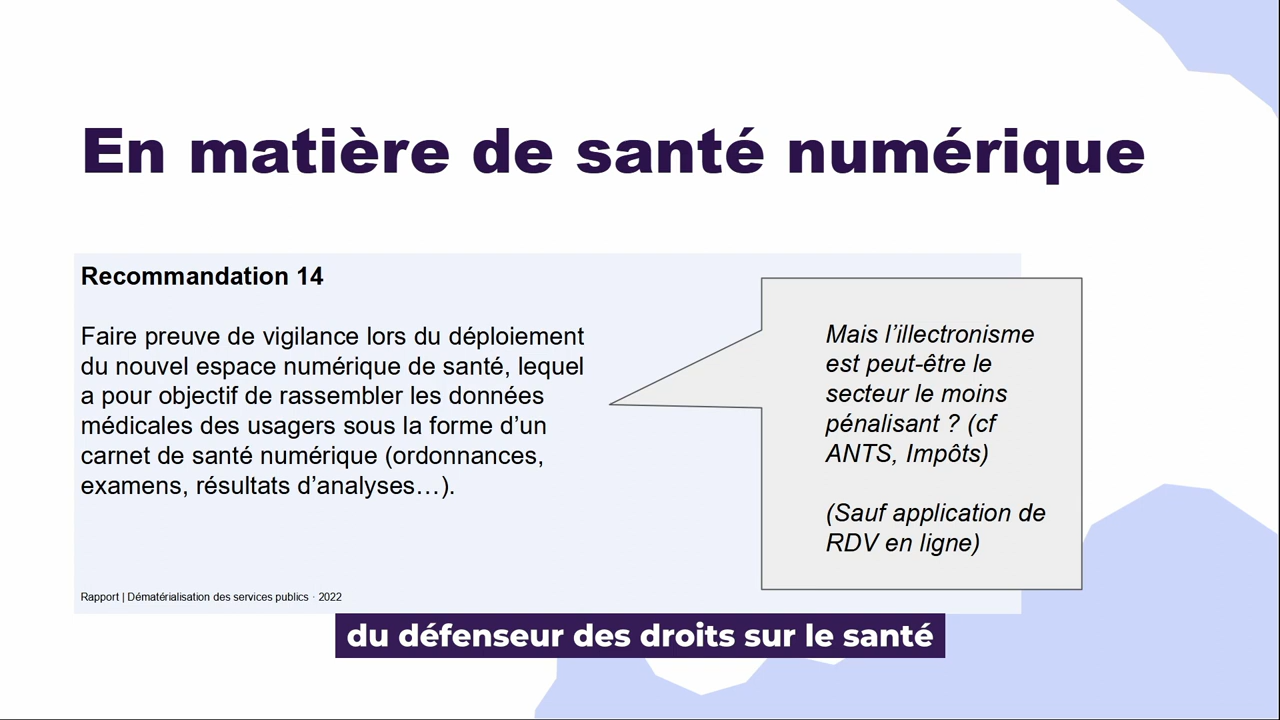 En matière de santé numérique
Recommandation 14
Faire preuve de vigilance lors du déploiement
du nouvel espace numérique de santé, lequel
a pour objectif de rassembler les données
médicales des usagers sous la forme d’un
carnet de santé numérique (ordonnances,
examens, résultats d’analyses…).
Mais l’illectronisme
est peut-être le
secteur le moins
pénalisant ? (cf
ANTS, Impôts)
(Sauf application de
RDV en ligne)
Rapport | Dématérialisation des services publics · 2022
du défenseur des droits sur le santé